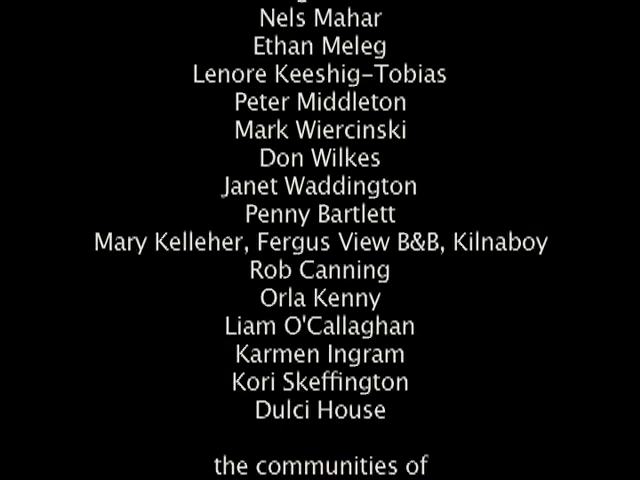 Nels Mahar
Ethan Meleg
Lenore Keeshig-Tobias
Peter Middleton
Mark Wiercinski
Don Wilkes
Janet Waddington
Penny Bartlett
Mary Kelleher, Fergus View B&B, Kilnaboy
Rob Canning
Orla Kenny
Liam O'Callaghan
Karmen Ingram
Kori Skeffington
Dulci House
the communities of